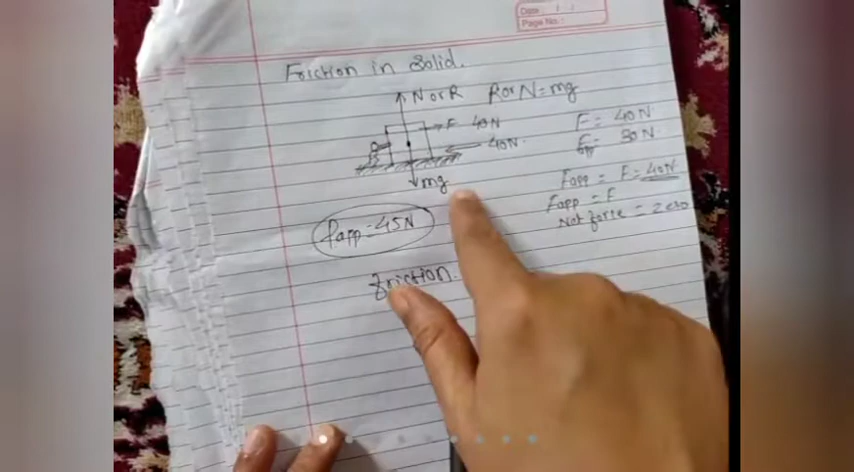 Date : / /
Page No :
Friction in Solid.
N or R R or N = mg
F 40N
40N
mg
F = 40N
30N
Fapp = F = 40N
Fapp = F
Net force = zero
Fapp = 45N
friction